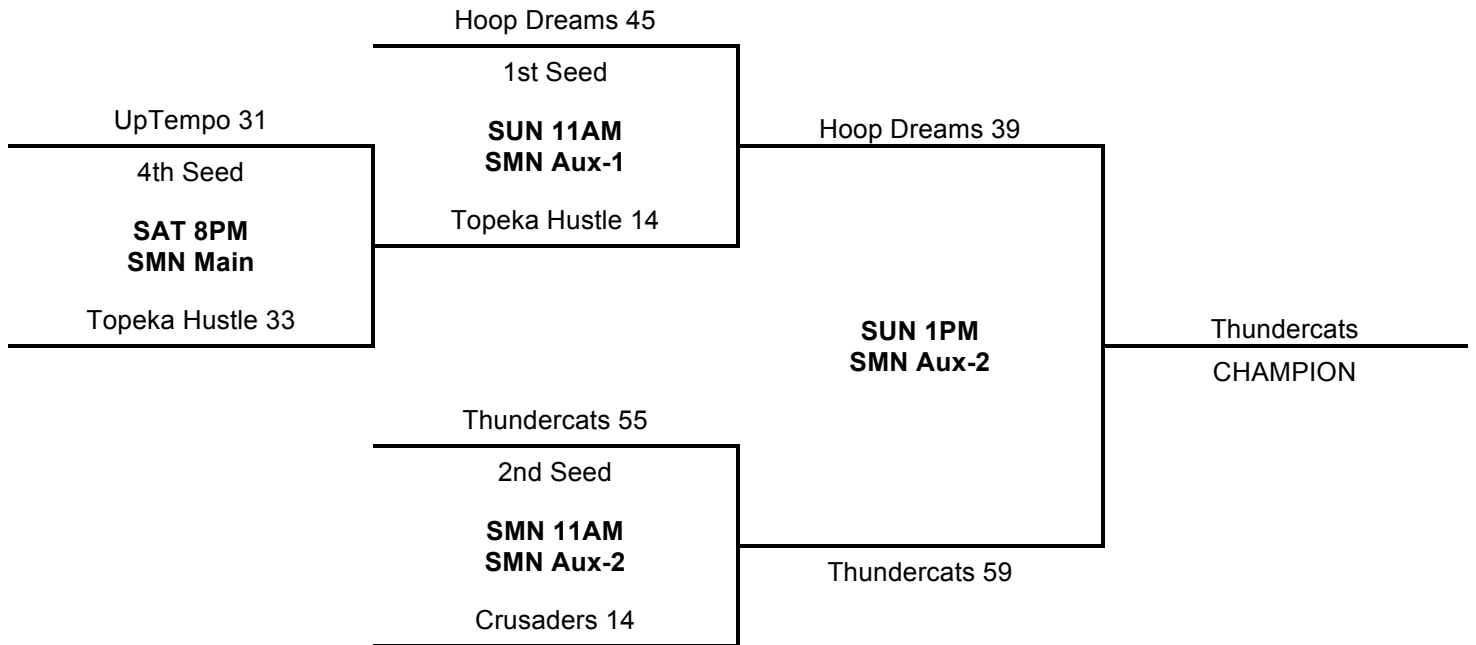 Hoop Dreams 45
1st Seed
UpTempo 31
SUN 11AM
SMN Aux-1
Hoop Dreams 39
4th Seed
SAT 8PM
SMN Main
Topeka Hustle 14
Topeka Hustle 33
SUN 1PM
SMN Aux-2
Thundercats
CHAMPION
Thundercats 55
2nd Seed
SMN 11AM
SMN Aux-2
Thundercats 59
Crusaders 14